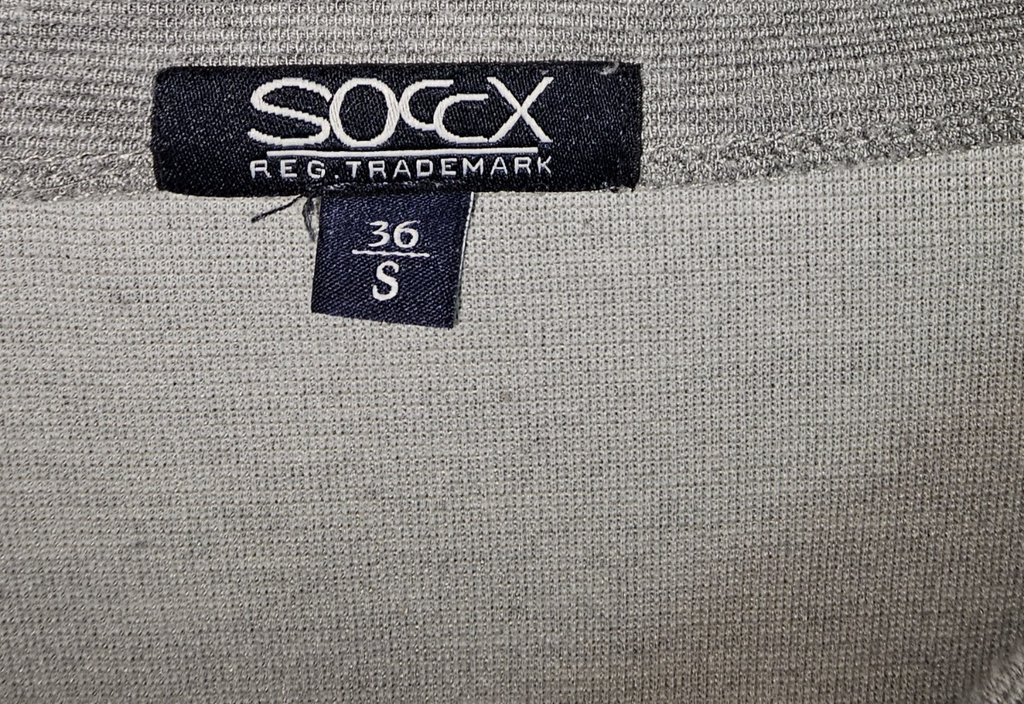 SOCCX
REG. TRADEMARK
36
S